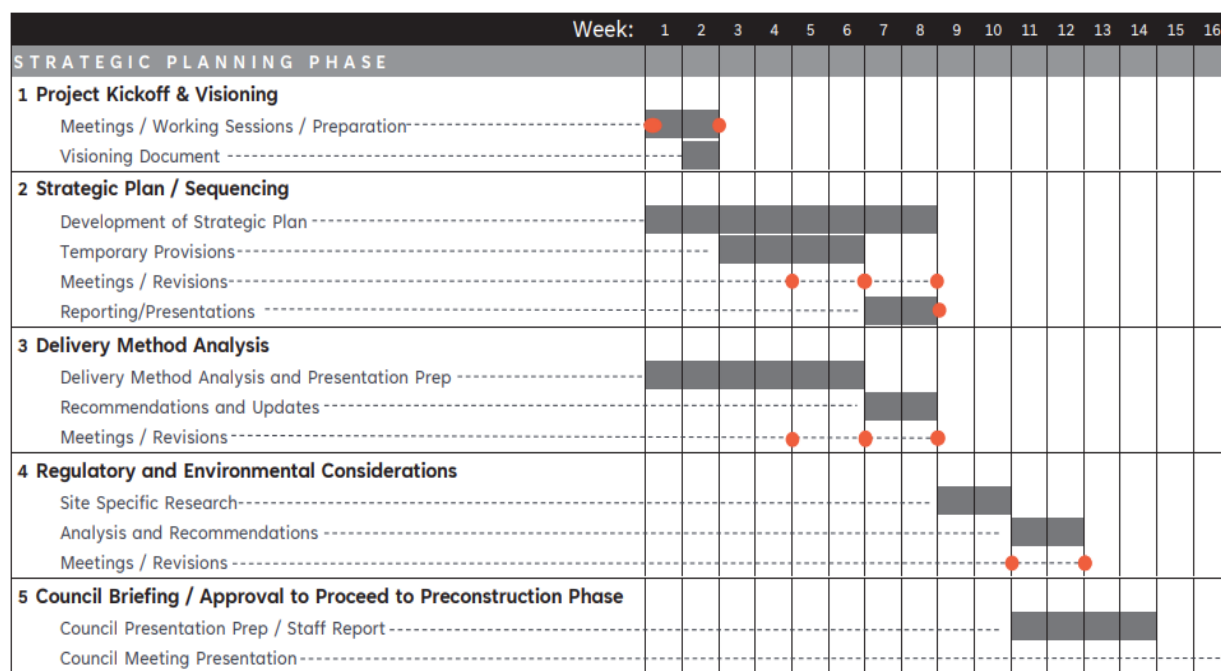 Week: 1 2 3 4 5 6 7 8 9 10 11 12 13 14 15 16
STRATEGIC PLANNING PHASE
1 Project Kickoff & Visioning
Meetings / Working Sessions / Preparation
Visioning Document
2 Strategic Plan / Sequencing
Development of Strategic Plan
Temporary Provisions
Meetings / Revisions
Reporting/Presentations
3 Delivery Method Analysis
Delivery Method Analysis and Presentation Prep
Recommendations and Updates
Meetings / Revisions
4 Regulatory and Environmental Considerations
Site Specific Research
Analysis and Recommendations
Meetings / Revisions
5 Council Briefing / Approval to Proceed to Preconstruction Phase
Council Presentation Prep / Staff Report
Council Meeting Presentation